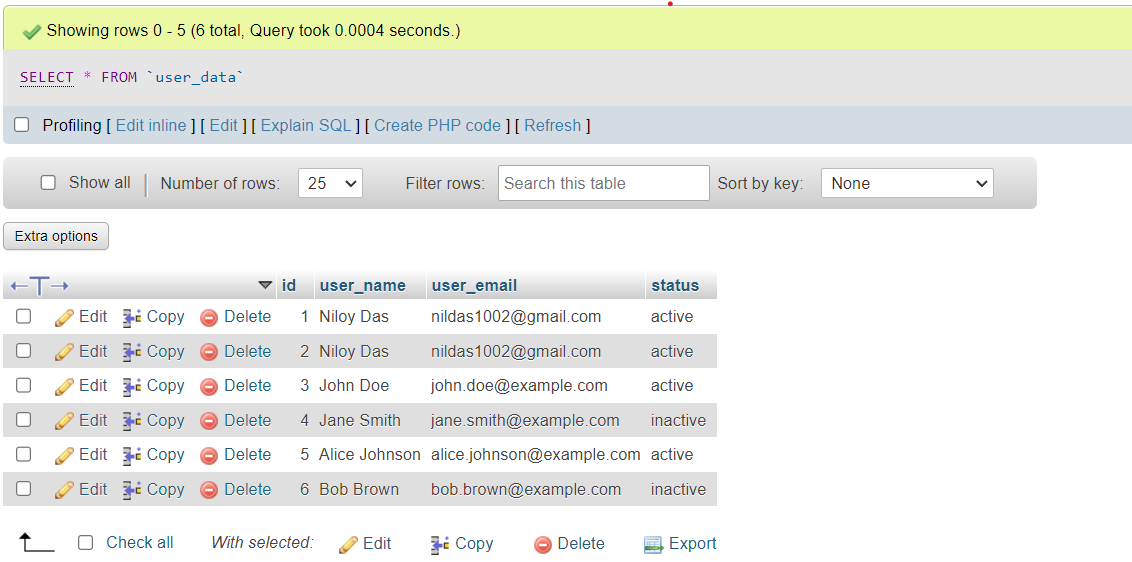 Showing rows 0 - 5 (6 total, Query took 0.0004 seconds.)
SELECT * FROM `user_data`
Profiling [ Edit inline ] [ Edit ] [ Explain SQL ] [ Create PHP code ] [ Refresh ]
Show all | Number of rows: 25 Filter rows: Search this table Sort by key: None
Extra options
←T→ id user_name user_email status
Edit Copy Delete 1 Niloy Das nildas1002@gmail.com active
Edit Copy Delete 2 Niloy Das nildas1002@gmail.com active
Edit Copy Delete 3 John Doe john.doe@example.com active
Edit Copy Delete 4 Jane Smith jane.smith@example.com inactive
Edit Copy Delete 5 Alice Johnson alice.johnson@example.com active
Edit Copy Delete 6 Bob Brown bob.brown@example.com inactive
Check all With selected: Edit Copy Delete Export